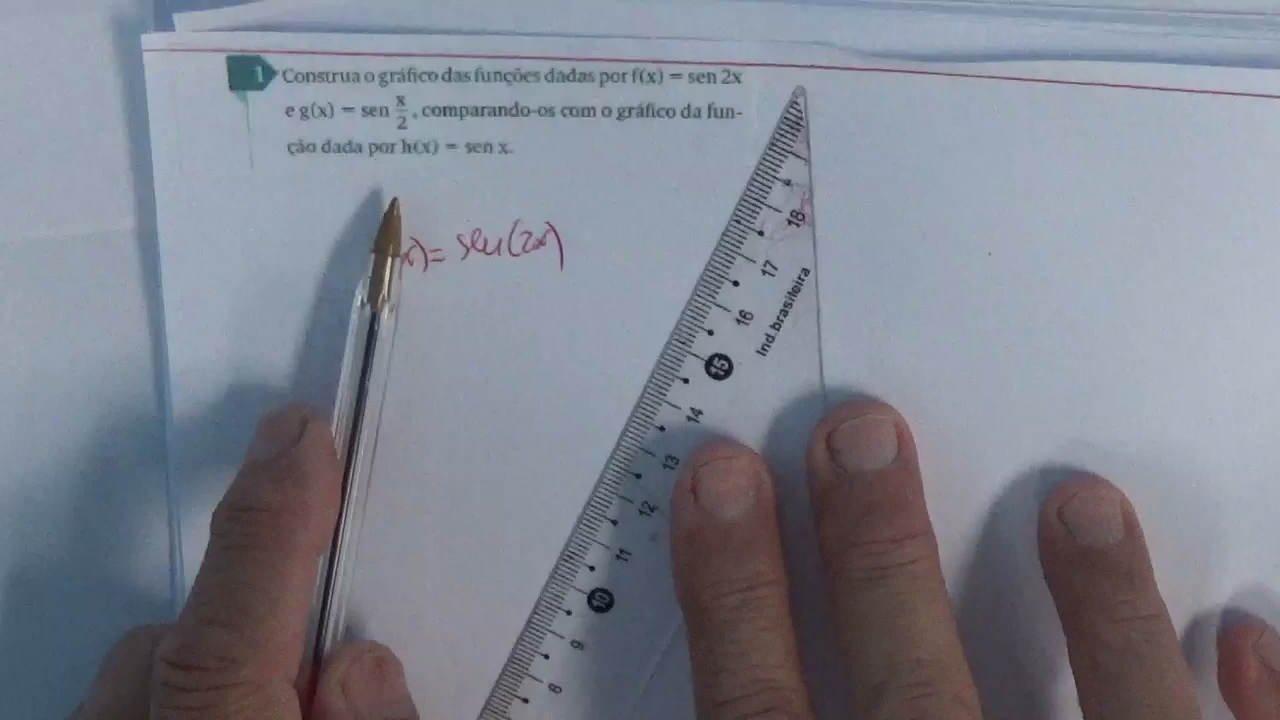 1 Construa o gráfico das funções dadas por f(x) = sen 2x
e g(x) = sen x/2, comparando-os com o gráfico da fun-
ção dada por h(x) = sen x.
x) = sen(2x)
18
17
16
15
14
13
12
11
10
9
8
Ind.brasileira